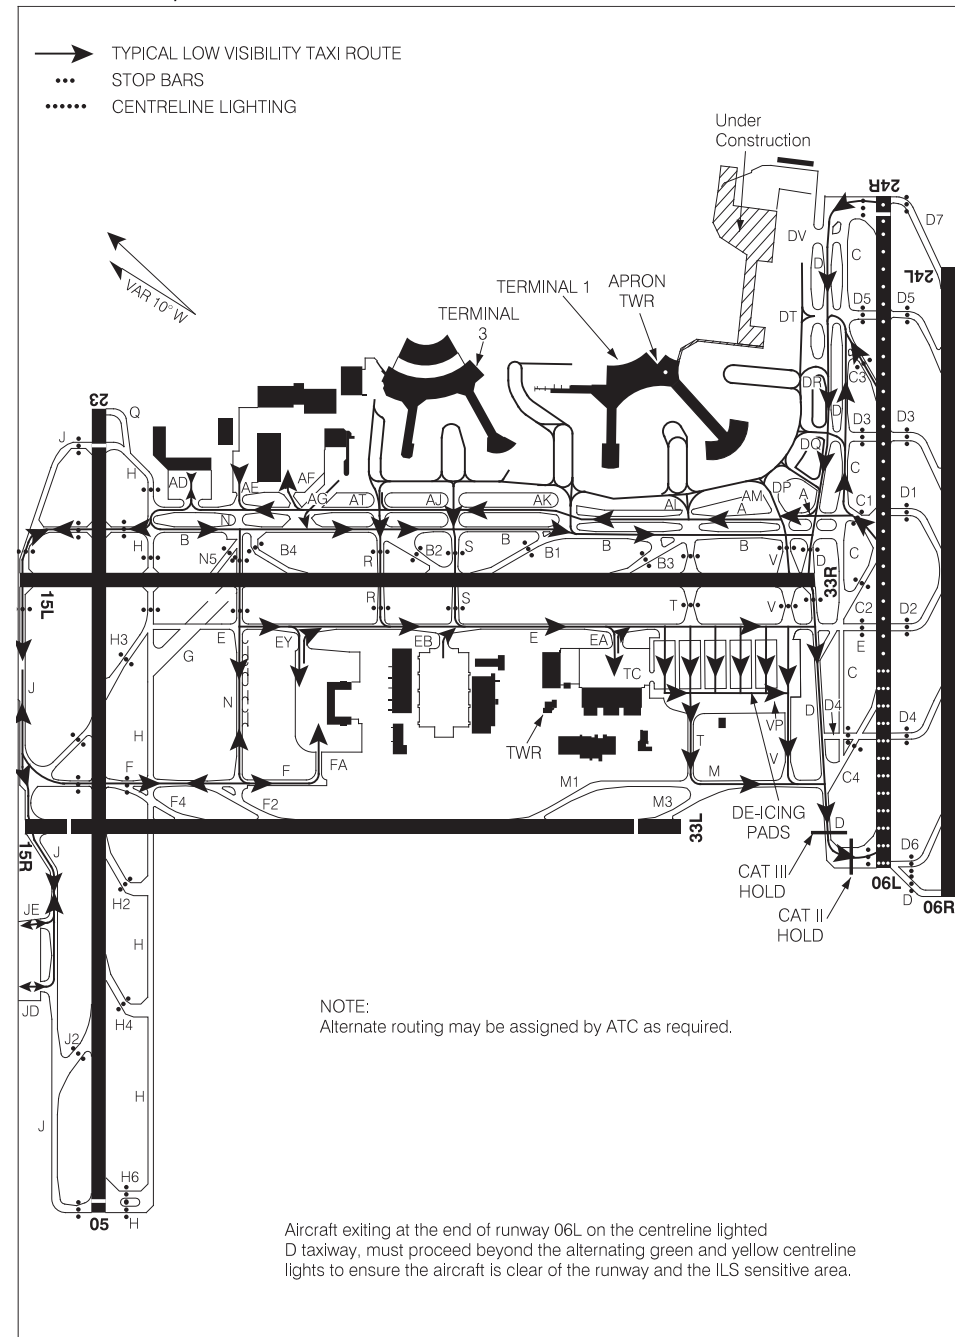 TYPICAL LOW VISIBILITY TAXI ROUTE
STOP BARS
CENTRELINE LIGHTING
Under
Construction
24R
D7
C
DV
D
24L
VAR 10° W
TERMINAL 1
APRON
TWR
TERMINAL
3
D5
D5
DT
DR
C3
23
Q
J
H
D
D3
D3
DQ
C
AD
AE
AF
AG
AT
AJ
AK
AL
AM
A
DP
A
C1
D1
N
B
H
N5
B4
R
B2
S
B
B1
B
B3
B
V
D
C
15L
33R
R
S
T
V
C2
D2
H3
G
E
EY
EB
E
EA
E
TC
C
J
N
H
D
D4
D4
TWR
T
VP
V
C4
F
FA
F
M1
M
F4
F2
M3
DE-ICING
PADS
D
33L
15R
J
D6
CAT III
HOLD
06L
D
06R
CAT II
HOLD
H2
JE
H
JD
H4
NOTE:
Alternate routing may be assigned by ATC as required.
J2
H
J
H6
05
H
Aircraft exiting at the end of runway 06L on the centreline lighted
D taxiway, must proceed beyond the alternating green and yellow centreline
lights to ensure the aircraft is clear of the runway and the ILS sensitive area.